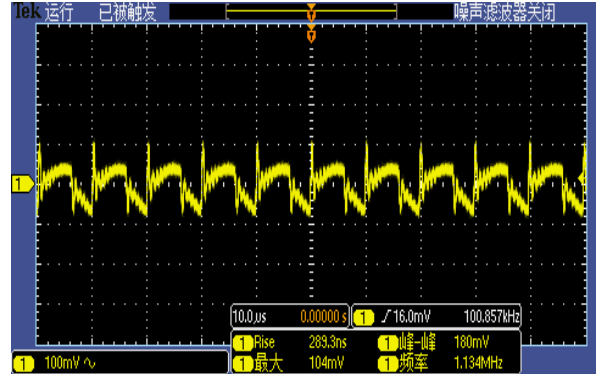 Tek 运行 已被触发 噪声滤波器关闭
1
10.0µs 0.00000 s 1 16.0mV 100.857kHz
1 Rise 289.3ns 1 峰-峰 180mV
1 100mV 1 最大 104mV 1 频率 1.134MHz